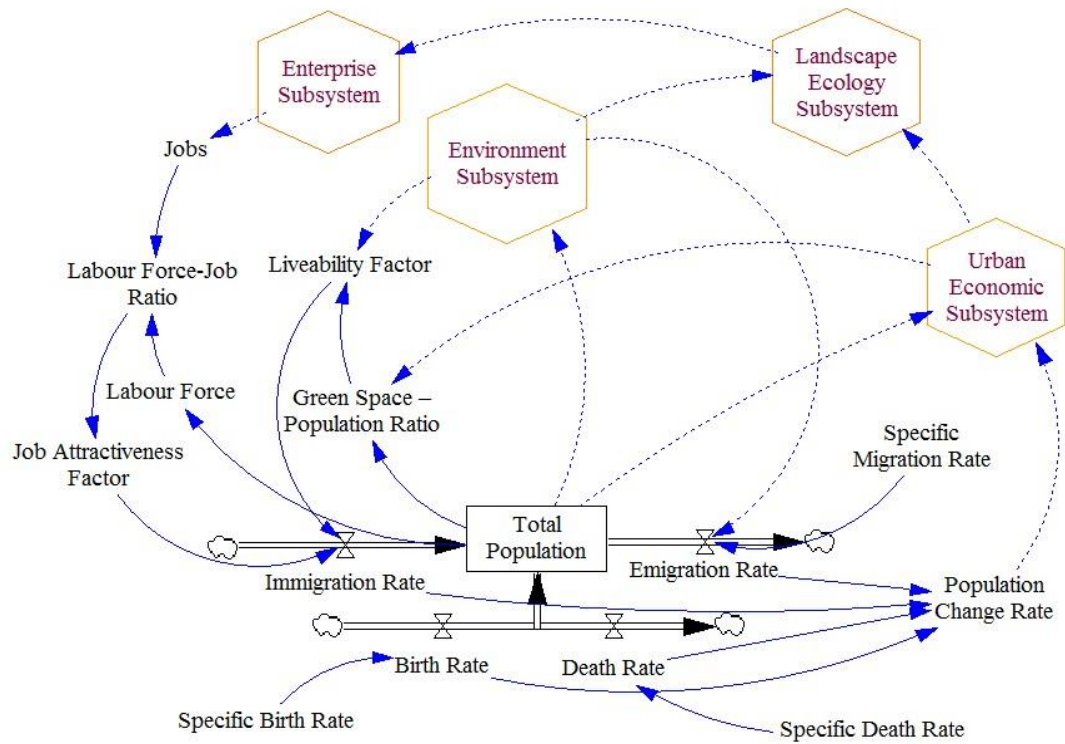 Enterprise
Subsystem
Landscape
Ecology
Subsystem
Jobs
Environment
Subsystem
Labour Force-Job
Ratio
Liveability Factor
Urban
Economic
Subsystem
Labour Force
Green Space –
Population Ratio
Job Attractiveness
Factor
Specific
Migration Rate
Total
Population
Immigration Rate
Emigration Rate
Population
Change Rate
Birth Rate
Death Rate
Specific Birth Rate
Specific Death Rate